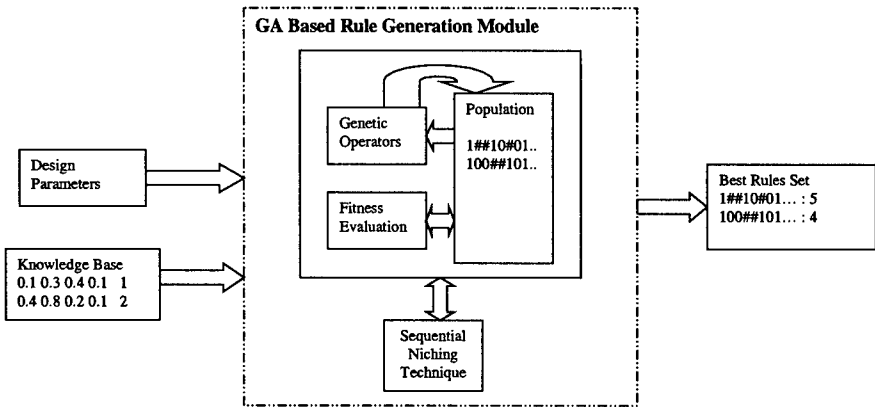 GA Based Rule Generation Module
Genetic
Operators
Population
1##10#01..
100##101..
Fitness
Evaluation
Design
Parameters
Knowledge Base
0.1 0.3 0.4 0.1 1
0.4 0.8 0.2 0.1 2
Sequential
Niching
Technique
Best Rules Set
1##10#01... : 5
100##101... : 4